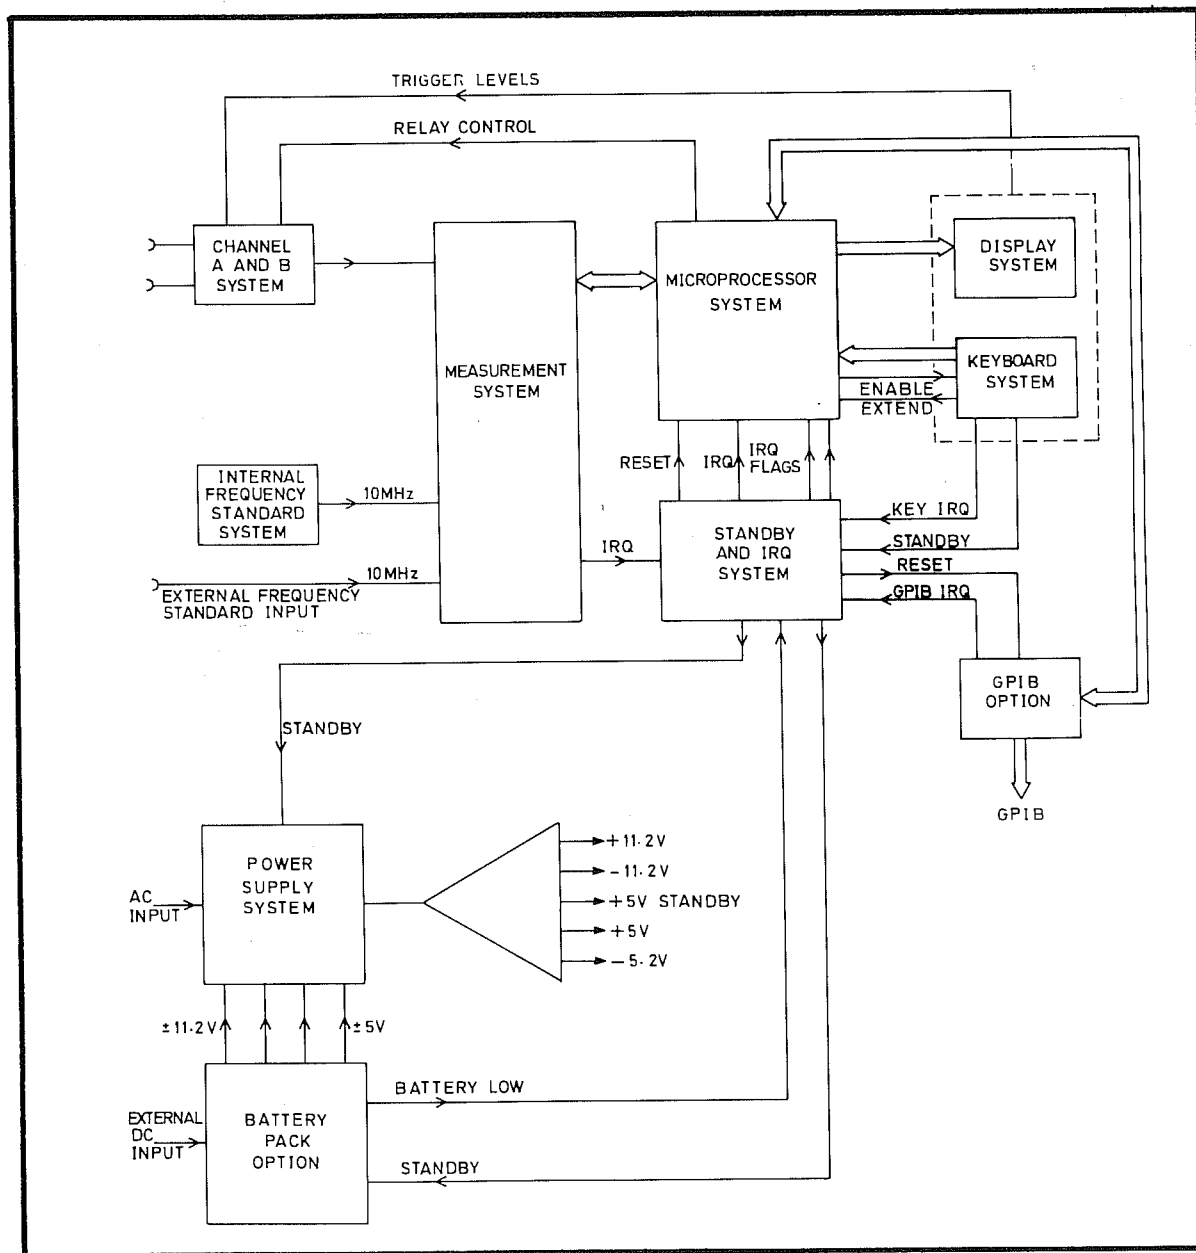 TRIGGER LEVELS
RELAY CONTROL
CHANNEL
A AND B
SYSTEM
MICROPROCESSOR
SYSTEM
DISPLAY
SYSTEM
KEYBOARD
SYSTEM
ENABLE
EXTEND
MEASUREMENT
SYSTEM
INTERNAL
FREQUENCY
STANDARD
SYSTEM
10MHz
10MHz
EXTERNAL FREQUENCY
STANDARD INPUT
RESET
IRQ
IRQ
FLAGS
IRQ
STANDBY
AND IRQ
SYSTEM
KEY IRQ
STANDBY
RESET
GPIB IRQ
GPIB
OPTION
GPIB
STANDBY
POWER
SUPPLY
SYSTEM
AC
INPUT
+11·2V
-11·2V
+5V STANDBY
+5V
-5·2V
±11·2V
±5V
BATTERY LOW
EXTERNAL
DC
INPUT
BATTERY
PACK
OPTION
STANDBY